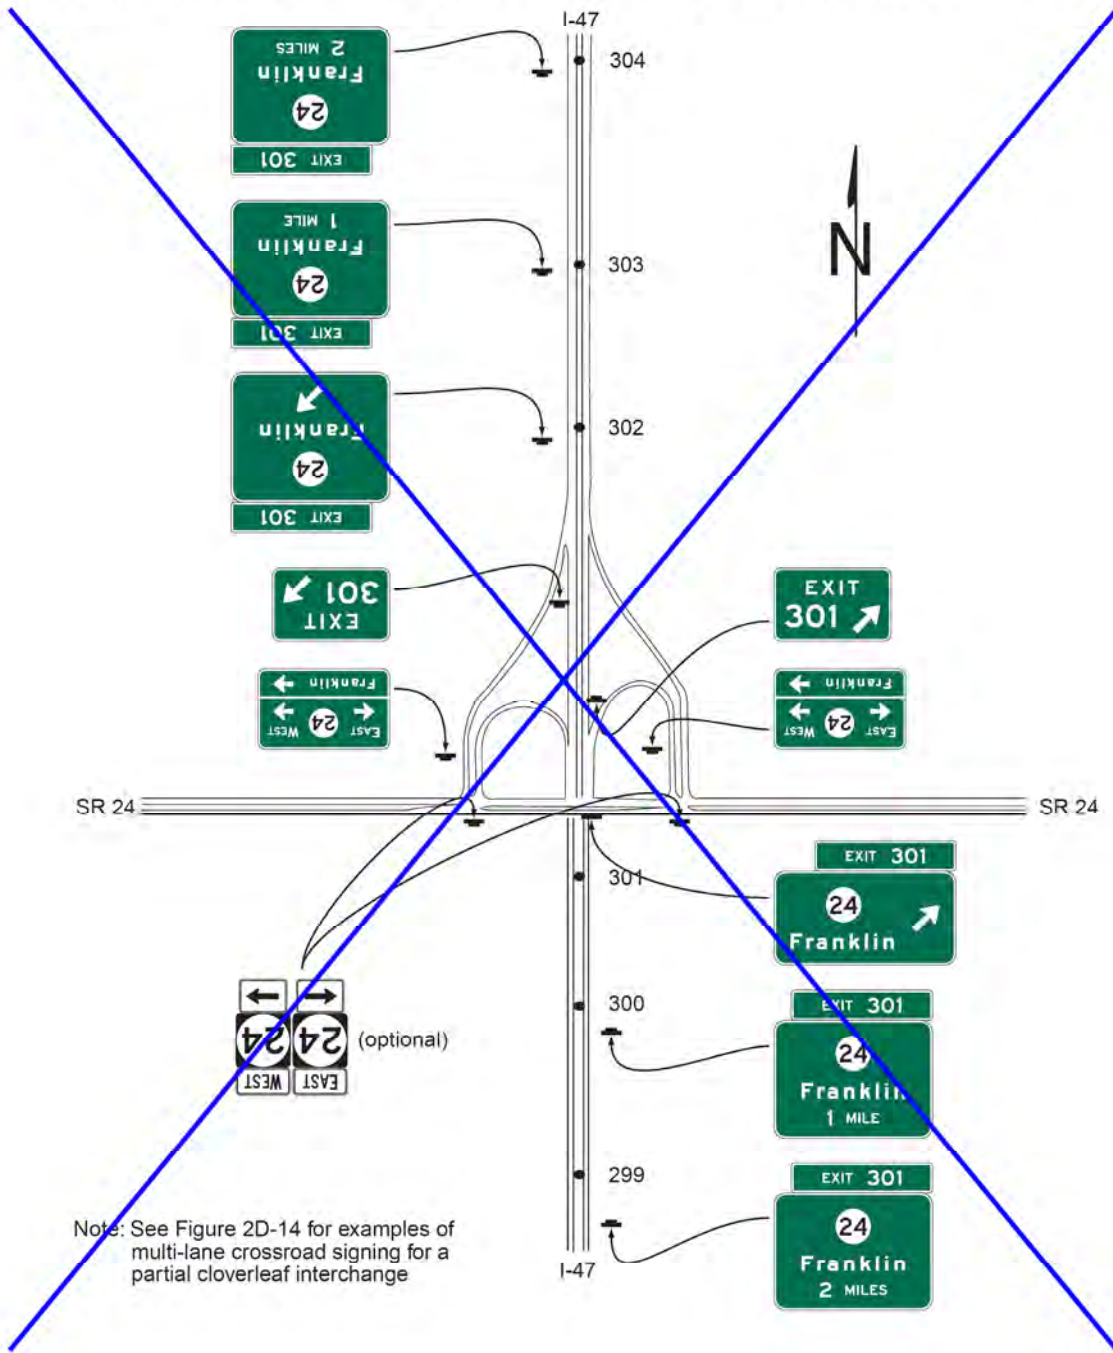 I-47
304
2 MILES
Franklin
24
EXIT 301
303
1 MILE
Franklin
24
EXIT 301
N
302
Franklin
24
EXIT 301
EXIT
301
EXIT
301
Franklin
EAST 24 WEST
Franklin
EAST 24 WEST
SR 24
SR 24
EXIT 301
24
Franklin
301
EXIT 301
24
Franklin
1 MILE
300
24 24 (optional)
WEST EAST
EXIT 301
24
Franklin
2 MILES
299
Note: See Figure 2D-14 for examples of
multi-lane crossroad signing for a
partial cloverleaf interchange
I-47